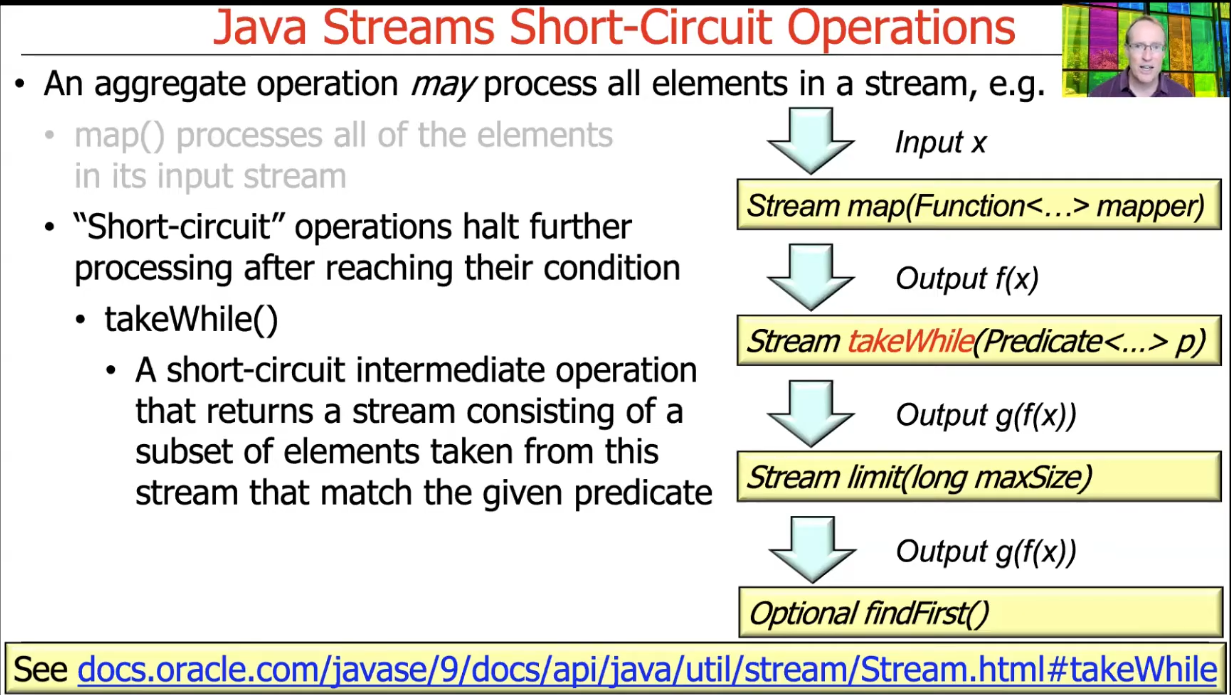 Java Streams Short-Circuit Operations
• An aggregate operation may process all elements in a stream, e.g.
• map() processes all of the elements
in its input stream
• “Short-circuit” operations halt further
processing after reaching their condition
• takeWhile()
• A short-circuit intermediate operation
that returns a stream consisting of a
subset of elements taken from this
stream that match the given predicate
Input x
Stream map(Function<…> mapper)
Output f(x)
Stream takeWhile(Predicate<...> p)
Output g(f(x))
Stream limit(long maxSize)
Output g(f(x))
Optional findFirst()
See docs.oracle.com/javase/9/docs/api/java/util/stream/Stream.html#takeWhile